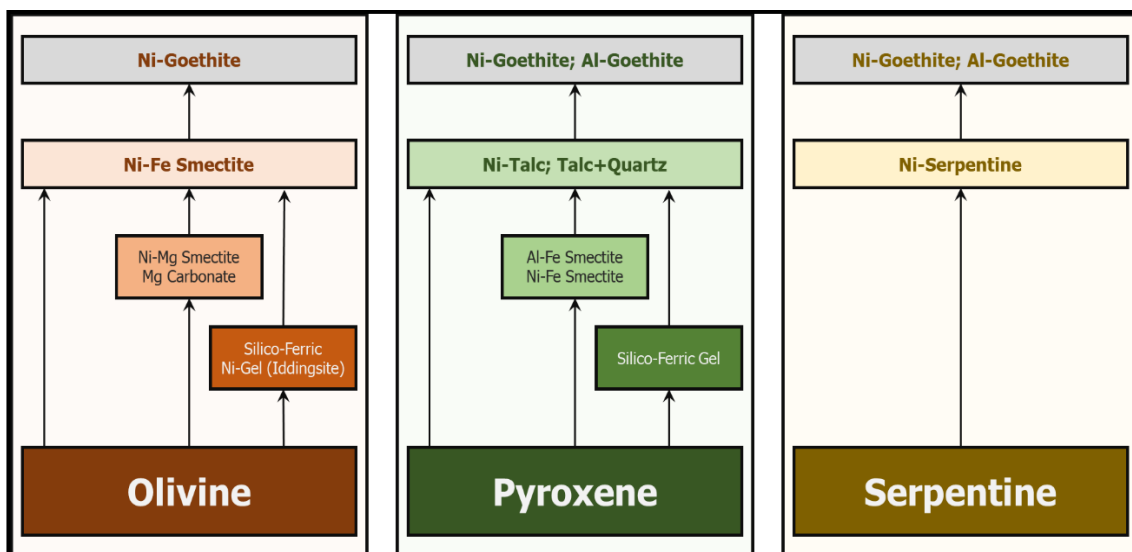 Ni-Goethite
Ni-Fe Smectite
Ni-Mg Smectite
Mg Carbonate
Silico-Ferric
Ni-Gel (Iddingsite)
Olivine
Ni-Goethite; Al-Goethite
Ni-Talc; Talc+Quartz
Al-Fe Smectite
Ni-Fe Smectite
Silico-Ferric Gel
Pyroxene
Ni-Goethite; Al-Goethite
Ni-Serpentine
Serpentine